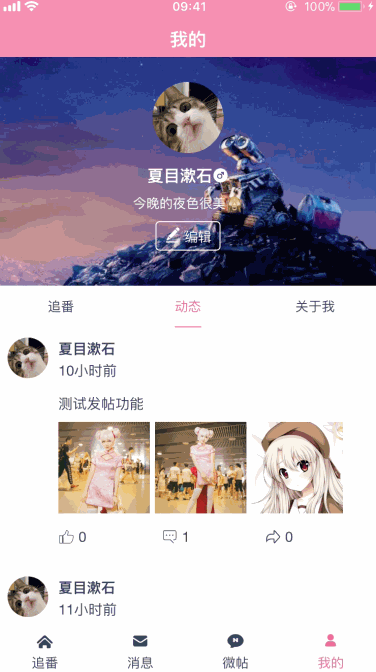 09:41
100%
我的
夏目漱石
今晚的夜色很美
编辑
追番
动态
关于我
夏目漱石
10小时前
测试发帖功能
0
1
0
夏目漱石
11小时前
追番
消息
微帖
我的